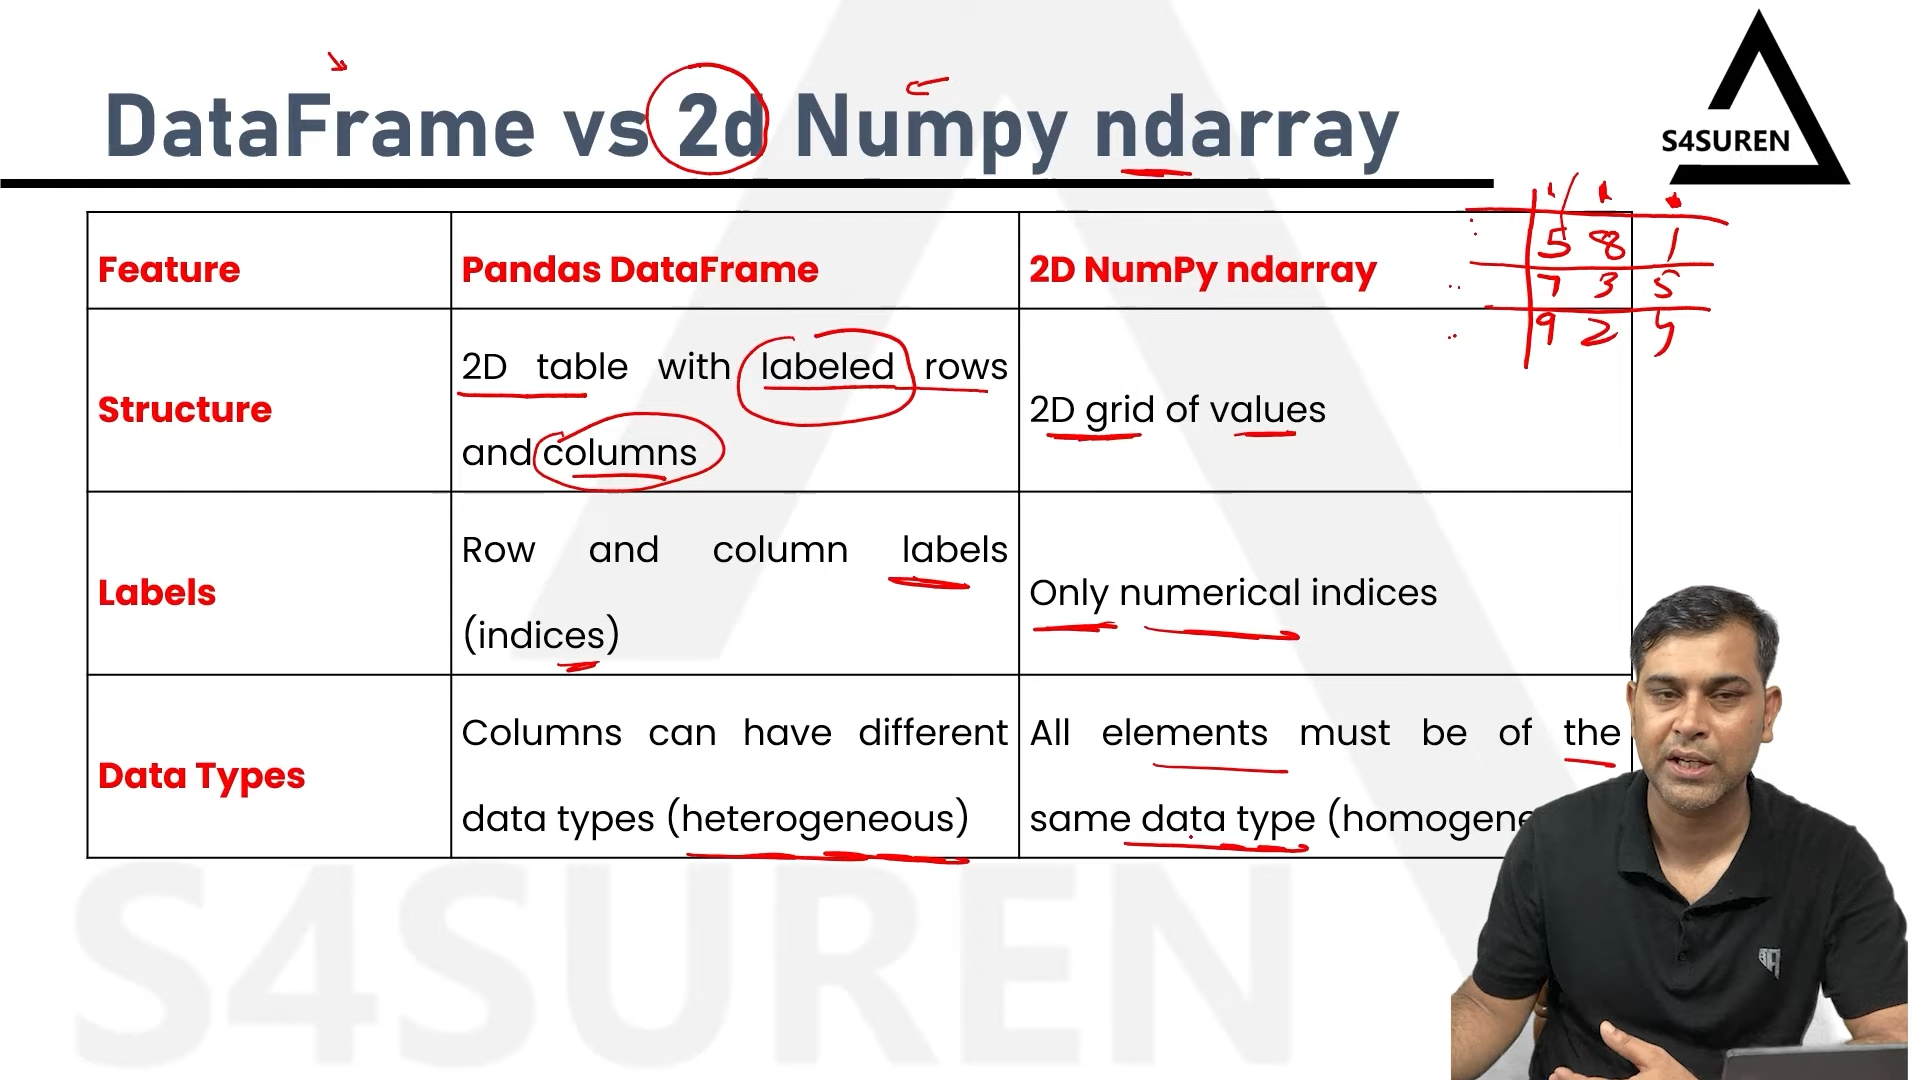 DataFrame vs 2d Numpy ndarray
S4SUREN
Feature
Pandas DataFrame
2D NumPy ndarray
5 8 1
7 3 5
9 2 4
Structure
2D table with labeled rows
and columns
2D grid of values
Labels
Row and column labels
(indices)
Only numerical indices
Data Types
Columns can have different
data types (heterogeneous)
All elements must be of the
same data type (homogene
S4SUREN